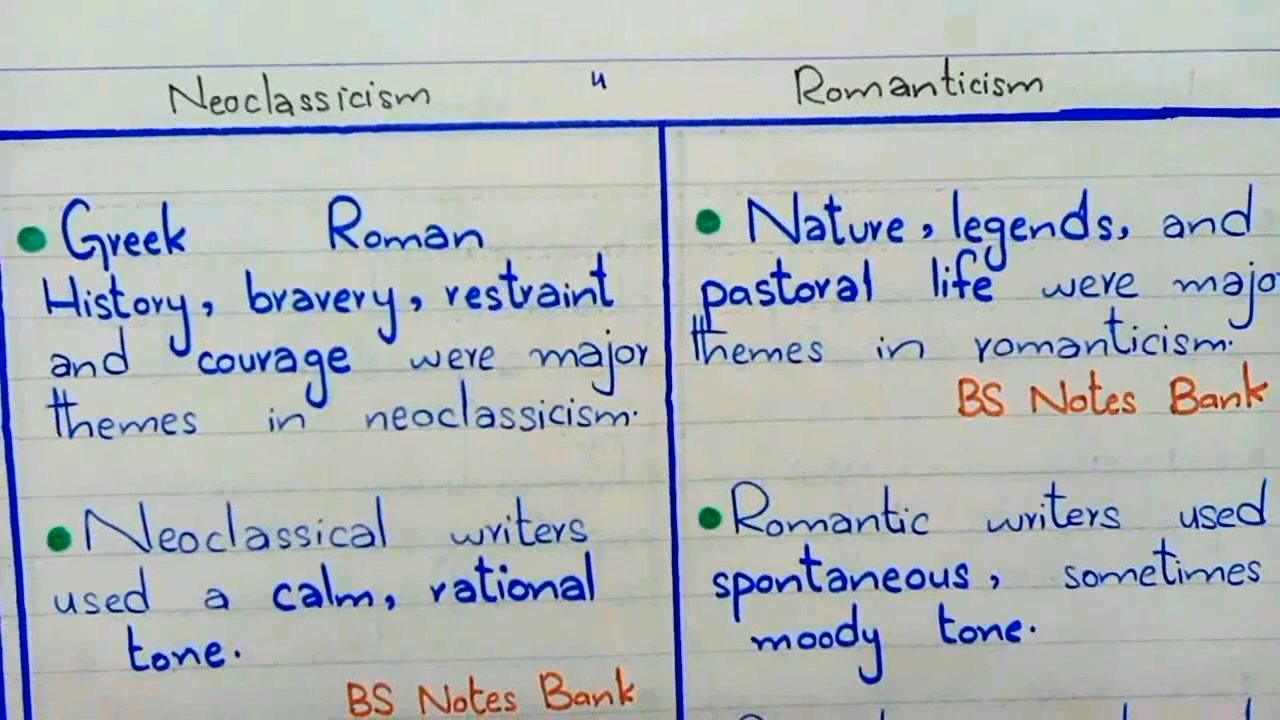 Neoclassicism
4
Romanticism
• Greek Roman
History, bravery, restraint
and courage were major
themes in neoclassicism.
• Neoclassical writers
used a calm, rational
tone.
BS Notes Bank
• Nature, legends, and
pastoral life were majo
themes in romanticism.
BS Notes Bank
• Romantic writers used
spontaneous, sometimes
moody tone.